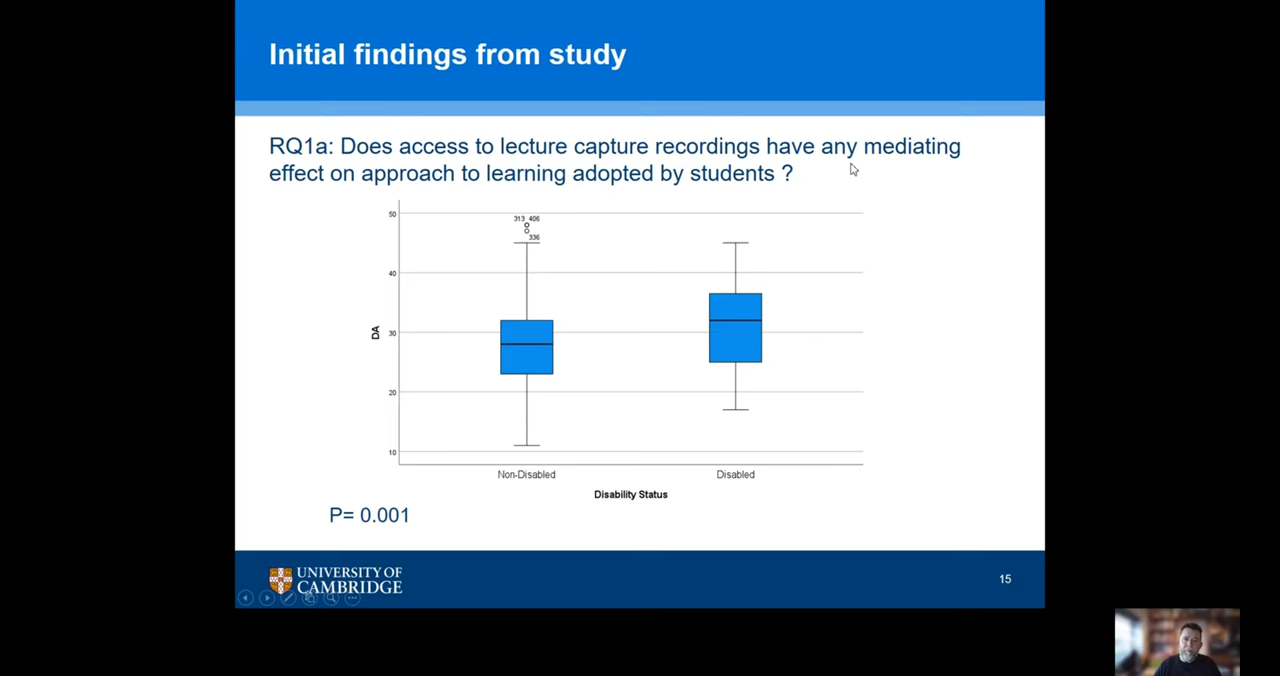 Initial findings from study
RQ1a: Does access to lecture capture recordings have any mediating
effect on approach to learning adopted by students ?
50
313 406
336
40
DA
30
20
10
Non-Disabled
Disabled
Disability Status
P= 0.001
UNIVERSITY OF
CAMBRIDGE
15